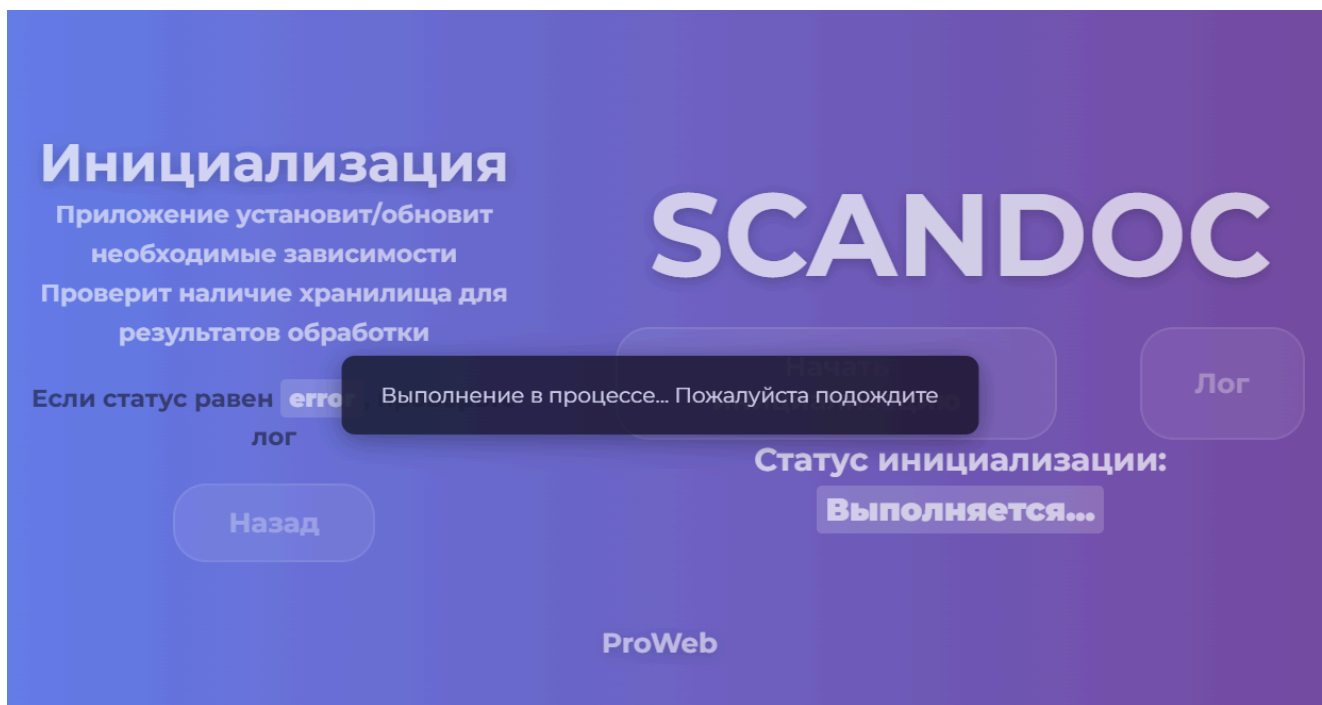 Инициализация
Приложение установит/обновит
необходимые зависимости
Проверит наличие хранилища для
результатов обработки
Если статус равен error
лог
Назад
SCANDOC
Начать
Лог
Выполнение в процессе... Пожалуйста подождите
Статус инициализации:
Выполняется...
ProWeb